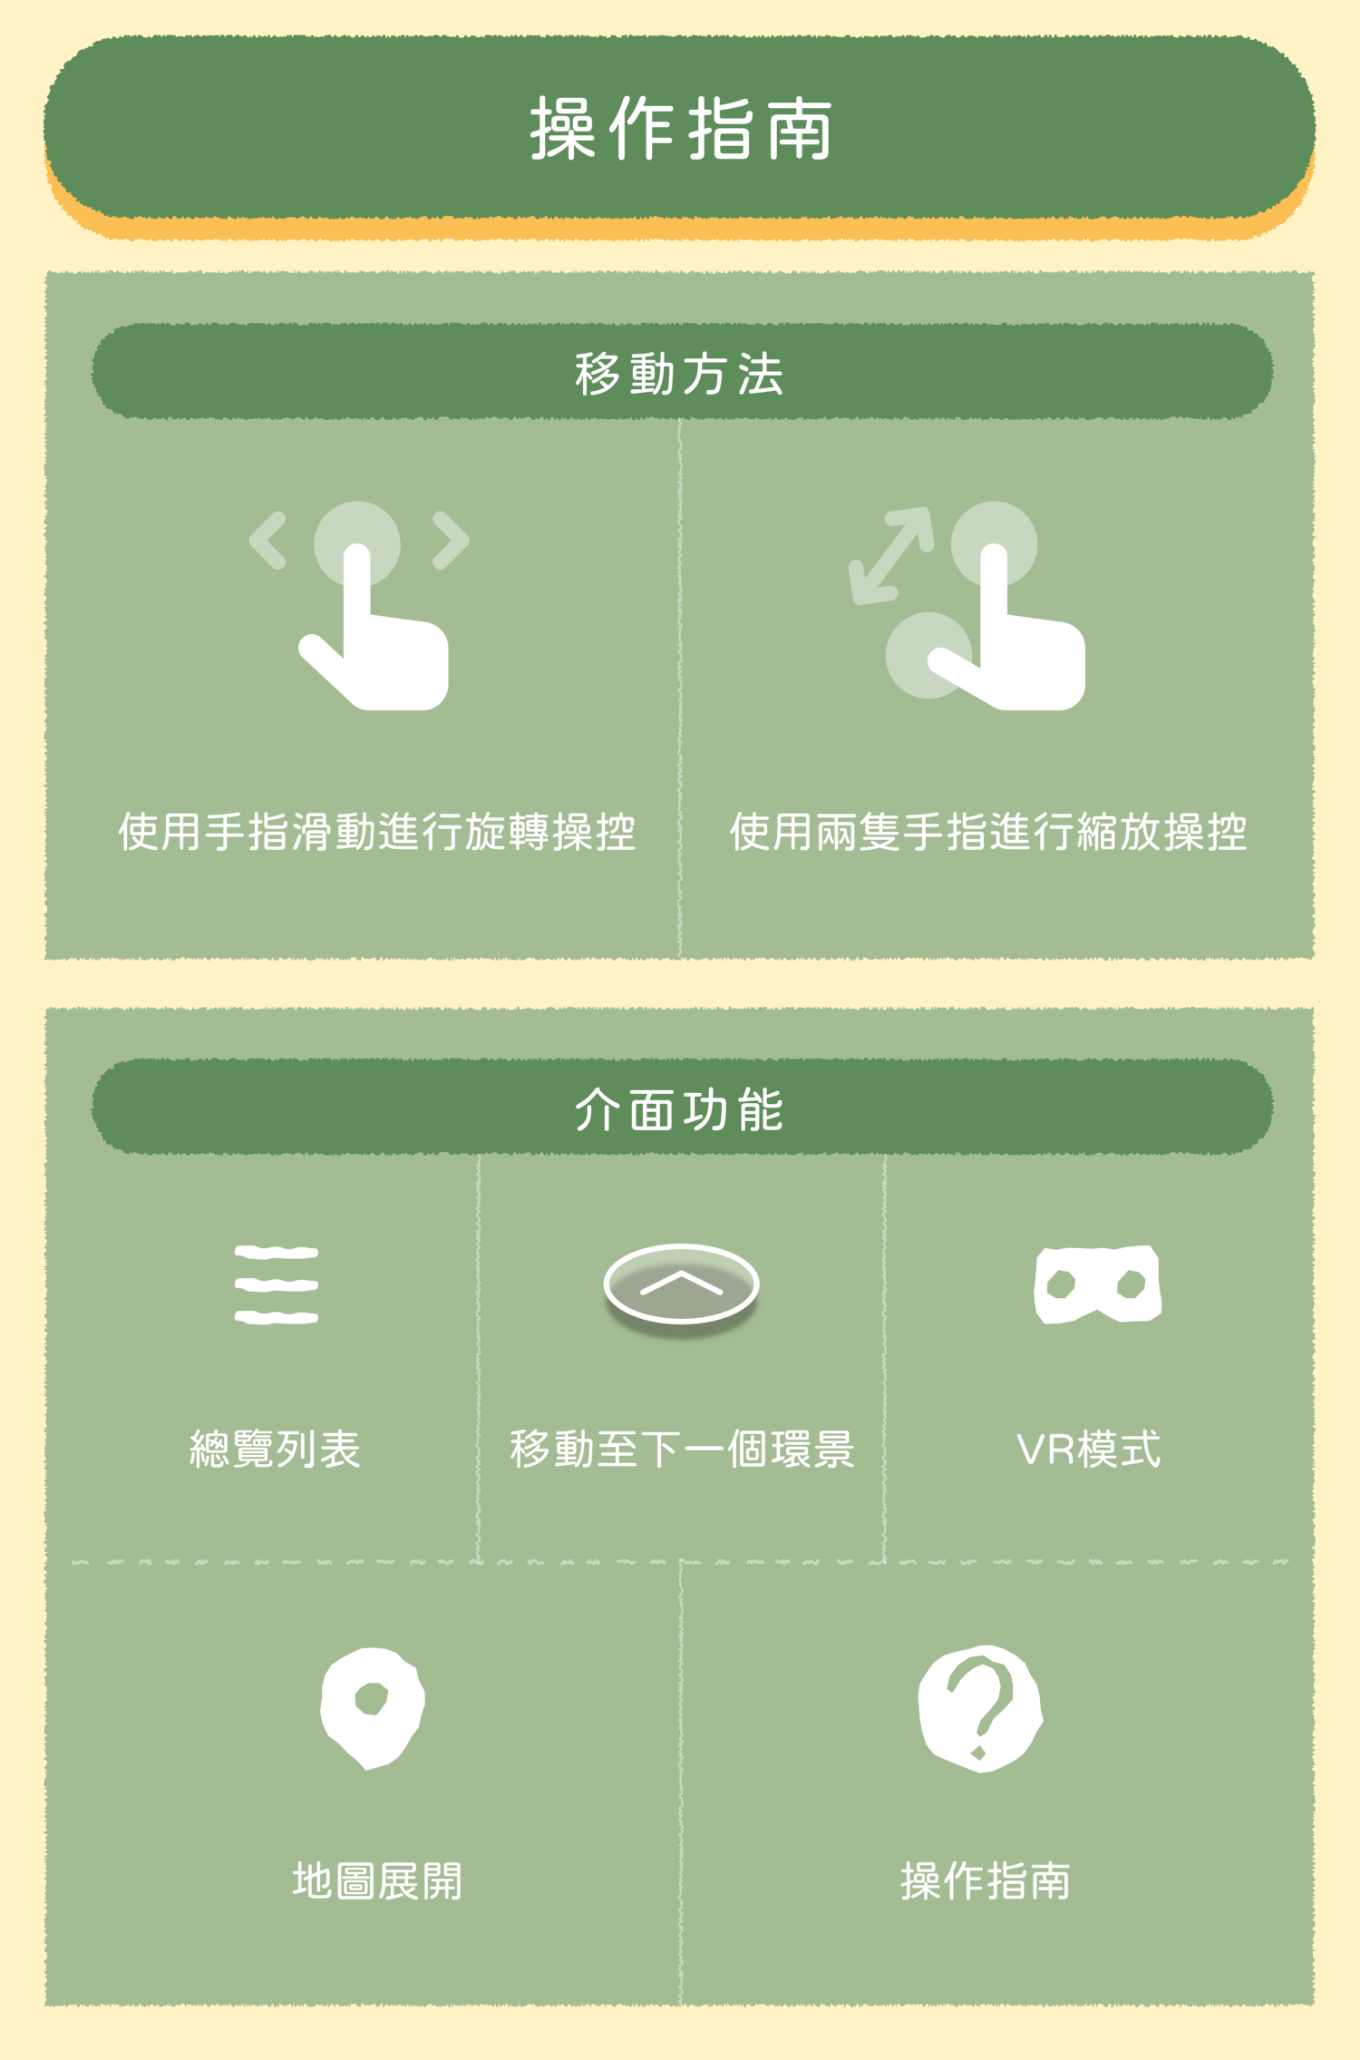 操作指南
移動方法
使用手指滑動進行旋轉操控
使用兩隻手指進行縮放操控
介面功能
總覽列表
移動至下一個環景
VR模式
地圖展開
操作指南